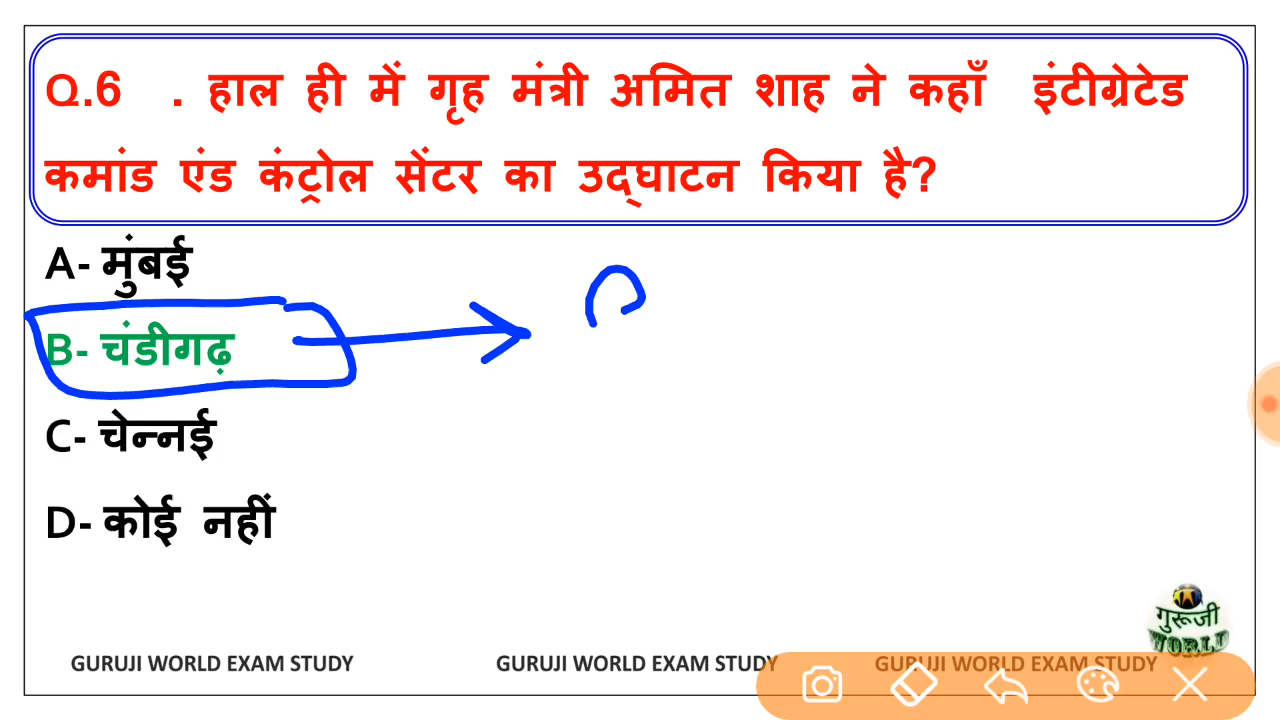 Q.6 . हाल ही में गृह मंत्री अमित शाह ने कहाँ इंटीग्रेटेड
कमांड एंड कंट्रोल सेंटर का उद्घाटन किया है?
A- मुंबई
B- चंडीगढ़
C- चेन्नई
D- कोई नहीं
गुरूजी
WORLD
GURUJI WORLD EXAM STUDY GURUJI WORLD EXAM STUDY GURUJI WORLD EXAM STUDY